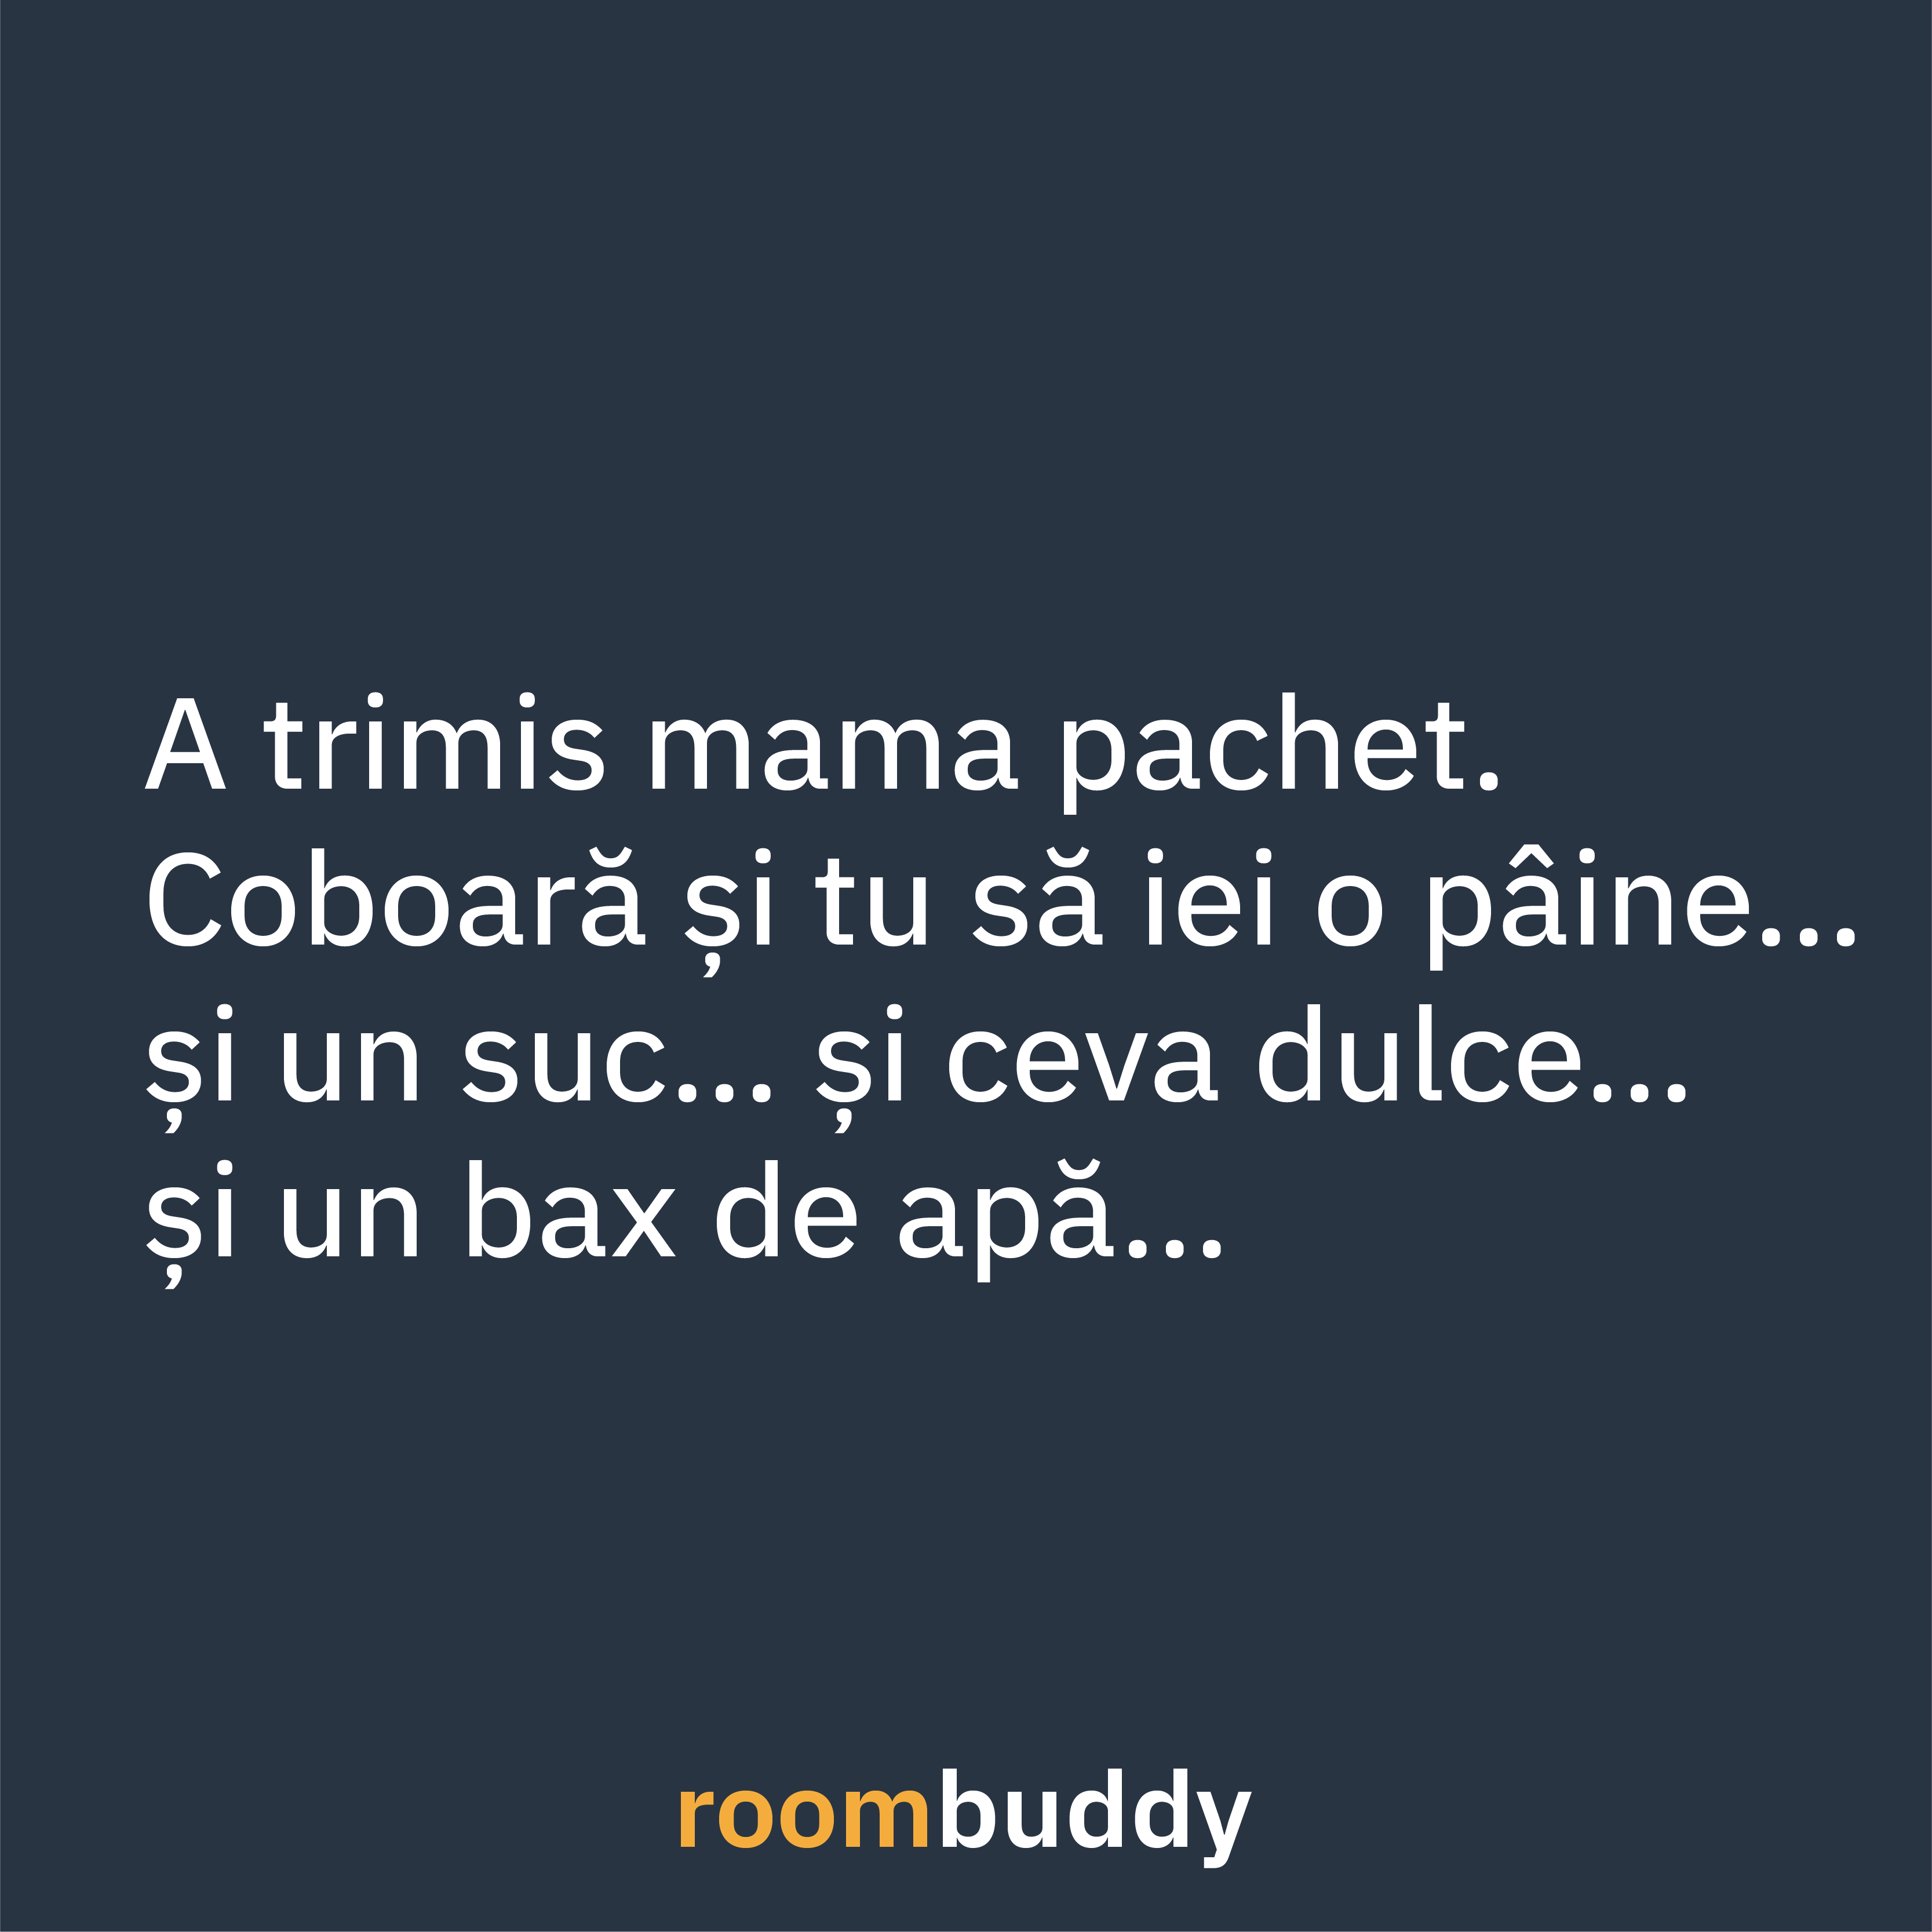 A trimis mama pachet.
Coboară și tu să iei o pâine...
și un suc... și ceva dulce...
și un bax de apă...
roombuddy